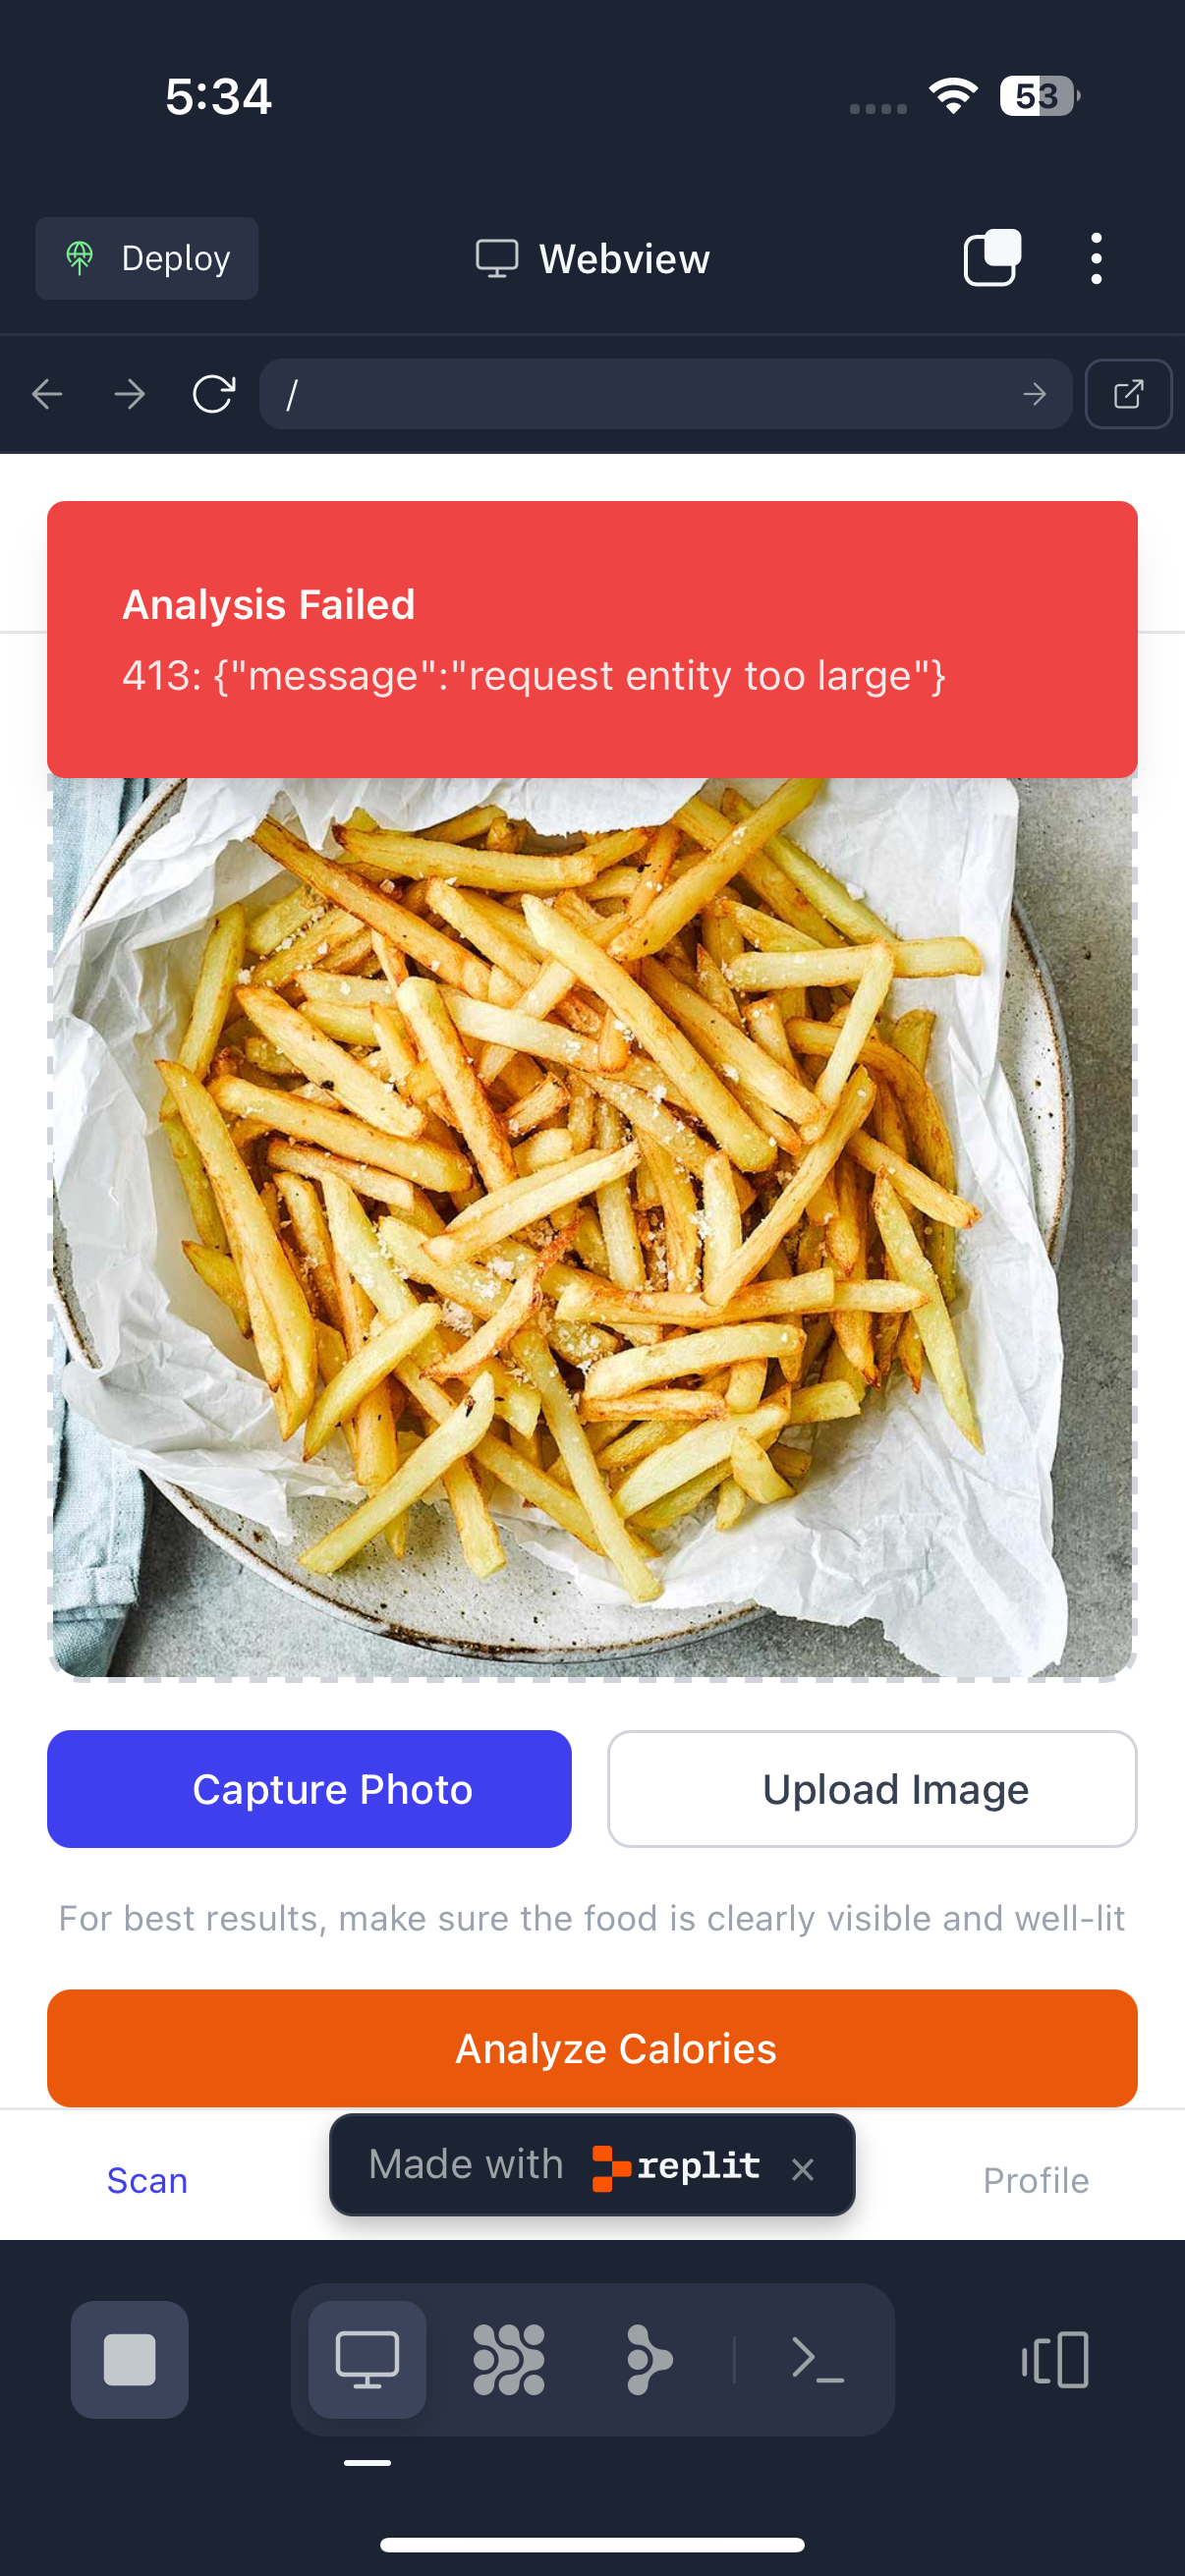 5:34
53
Deploy
Webview
/
Analysis Failed
413: {"message":"request entity too large"}
Capture Photo
Upload Image
For best results, make sure the food is clearly visible and well-lit
Analyze Calories
Scan
Made with replit ×
Profile